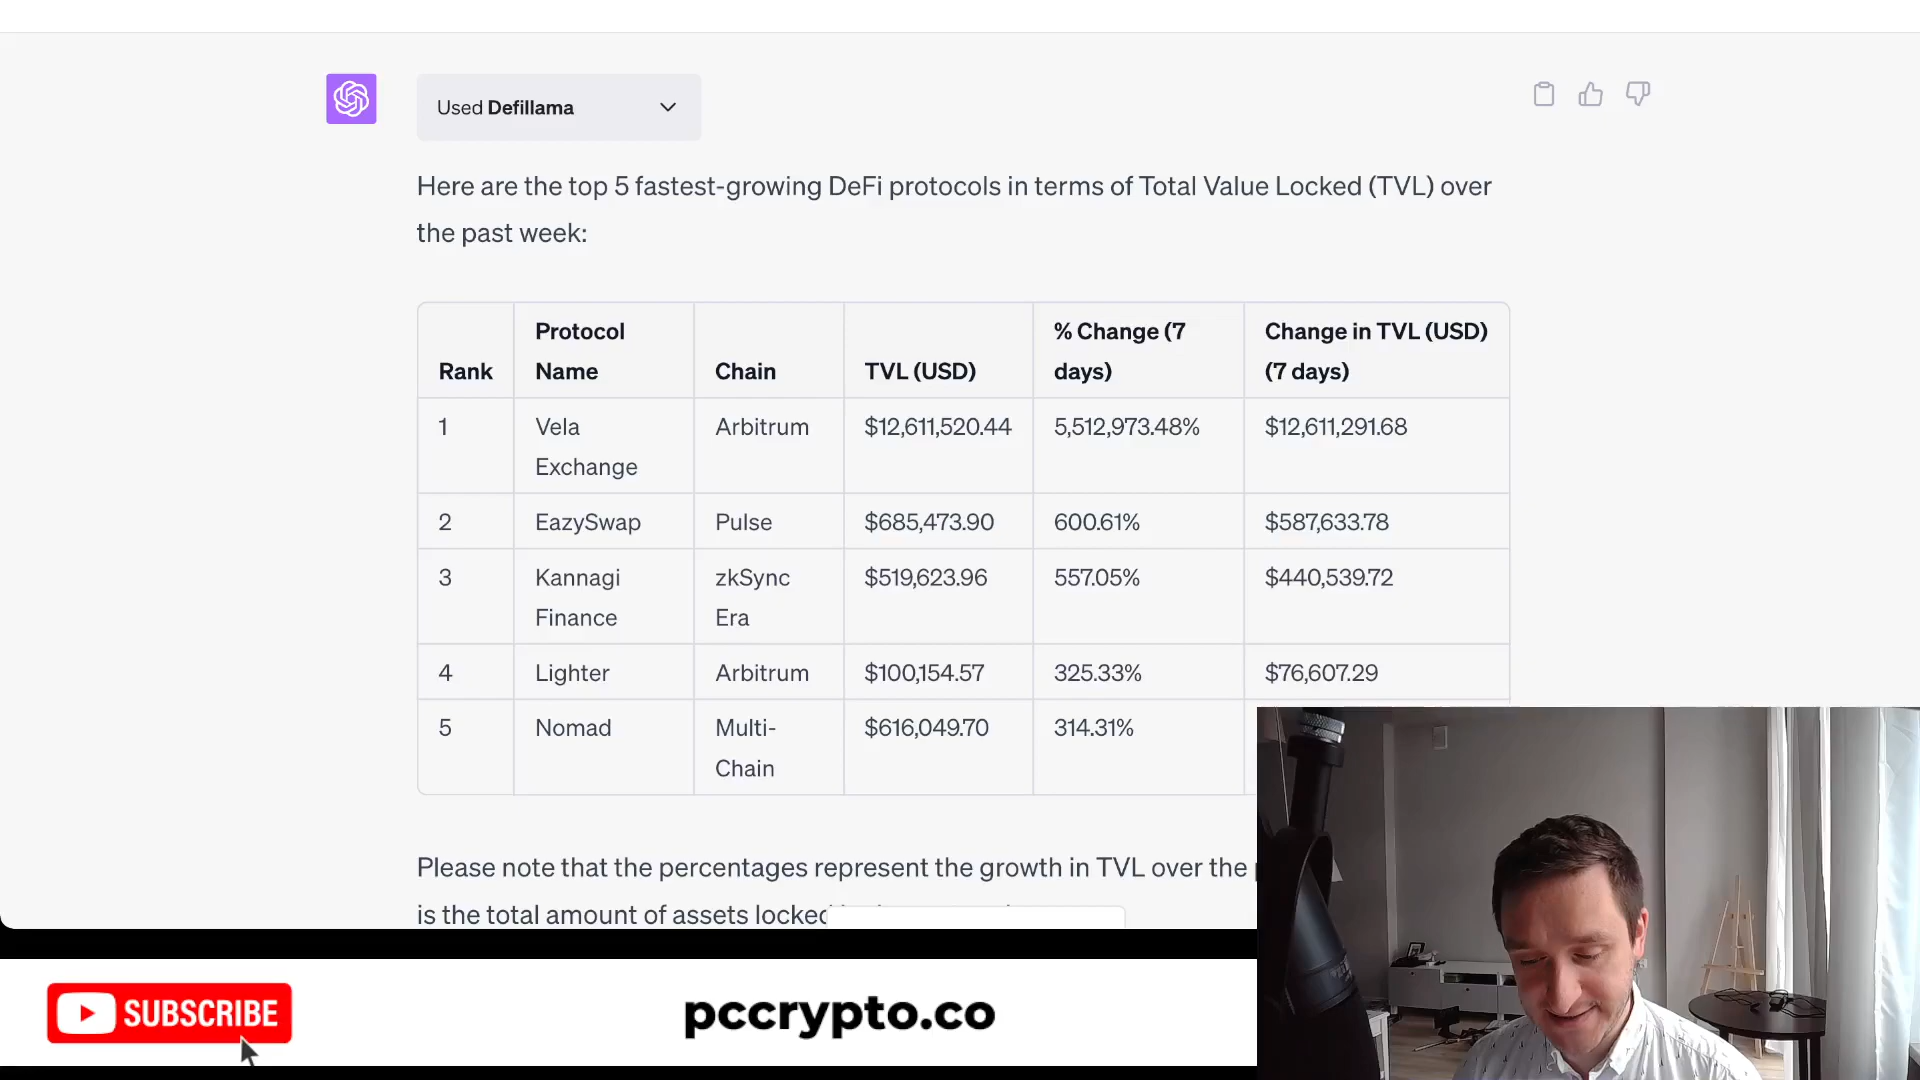 Used Defillama
Here are the top 5 fastest-growing DeFi protocols in terms of Total Value Locked (TVL) over
the past week:
Rank Protocol Name Chain TVL (USD) % Change (7 days) Change in TVL (USD) (7 days)
1 Vela Exchange Arbitrum $12,611,520.44 5,512,973.48% $12,611,291.68
2 EazySwap Pulse $685,473.90 600.61% $587,633.78
3 Kannagi Finance zkSync Era $519,623.96 557.05% $440,539.72
4 Lighter Arbitrum $100,154.57 325.33% $76,607.29
5 Nomad Multi-Chain $616,049.70 314.31%
Please note that the percentages represent the growth in TVL over the
is the total amount of assets locked
SUBSCRIBE
pccrypto.co